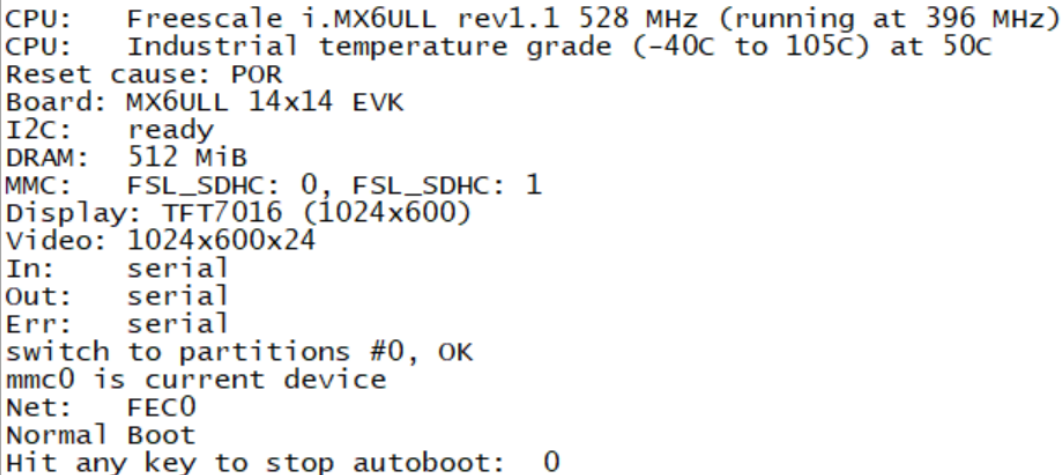 CPU:   Freescale i.MX6ULL rev1.1 528 MHz (running at 396 MHz)
CPU:   Industrial temperature grade (-40C to 105C) at 50C
Reset cause: POR
Board: MX6ULL 14x14 EVK
I2C:   ready
DRAM:  512 MiB
MMC:   FSL_SDHC: 0, FSL_SDHC: 1
Display: TFT7016 (1024x600)
Video: 1024x600x24
In:    serial
Out:   serial
Err:   serial
switch to partitions #0, OK
mmc0 is current device
Net:   FEC0
Normal Boot
Hit any key to stop autoboot:  0